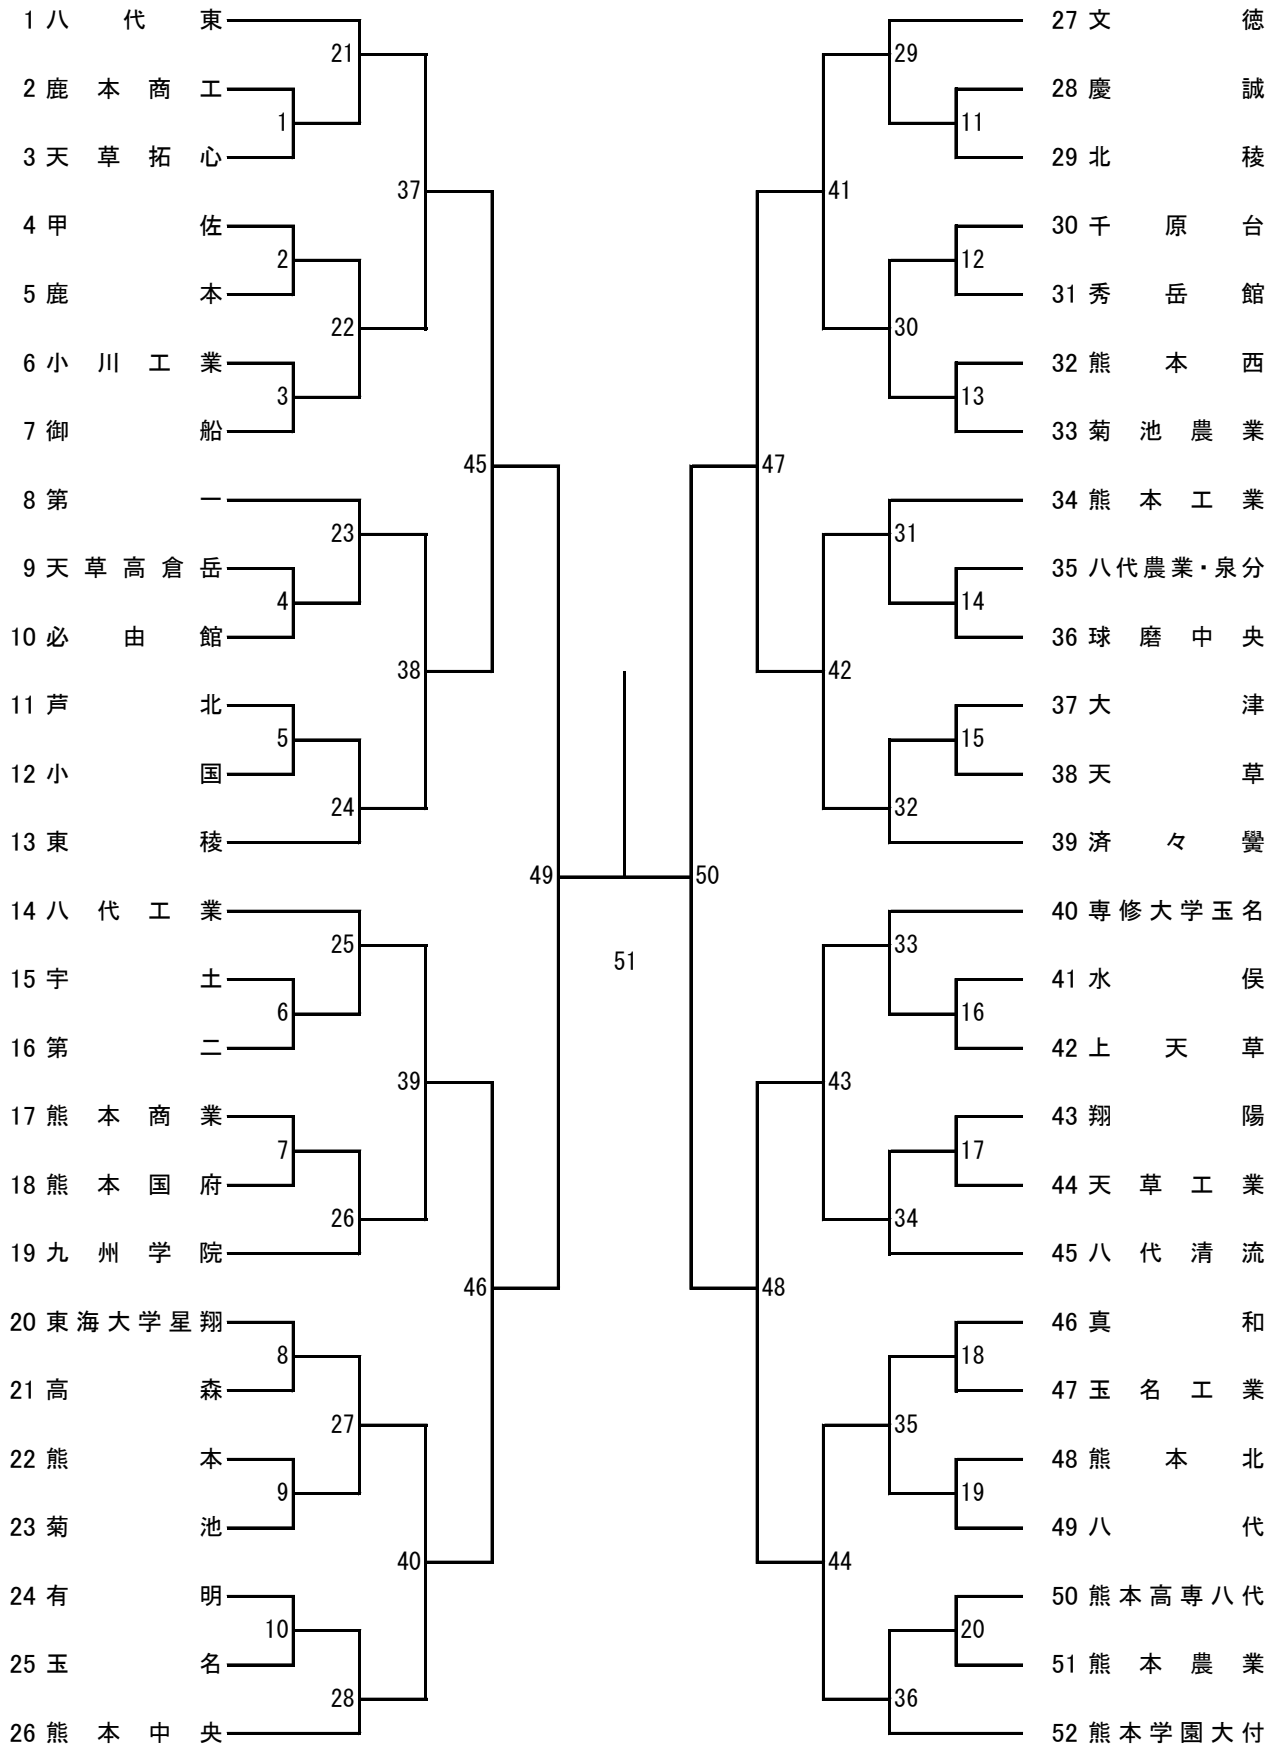 1 八代東
2 鹿本商工
3 天草拓心
4 甲佐
5 鹿本
6 小川工業
7 御船
8 第一
9 天草高倉岳
10 必由館
11 芦北
12 小国
13 東稜
14 八代工業
15 宇土
16 第二
17 熊本商業
18 熊本国府
19 九州学院
20 東海大学星翔
21 高森
22 熊本
23 菊池
24 有明
25 玉名
26 熊本中央
21
1
37
2
22
3
45
23
4
38
5
24
49
25
6
39
7
26
46
8
27
9
40
10
28
51
29
11
41
12
30
13
47
31
14
42
15
32
50
33
16
43
17
34
48
18
35
19
44
20
36
27 文徳
28 慶誠
29 北稜
30 千原台
31 秀岳館
32 熊本西
33 菊池農業
34 熊本工業
35 八代農業・泉分
36 球磨中央
37 大津
38 天草
39 済々黌
40 専修大学玉名
41 水俣
42 上天草
43 翔陽
44 天草工業
45 八代清流
46 真和
47 玉名工業
48 熊本北
49 八代
50 熊本高専八代
51 熊本農業
52 熊本学園大付